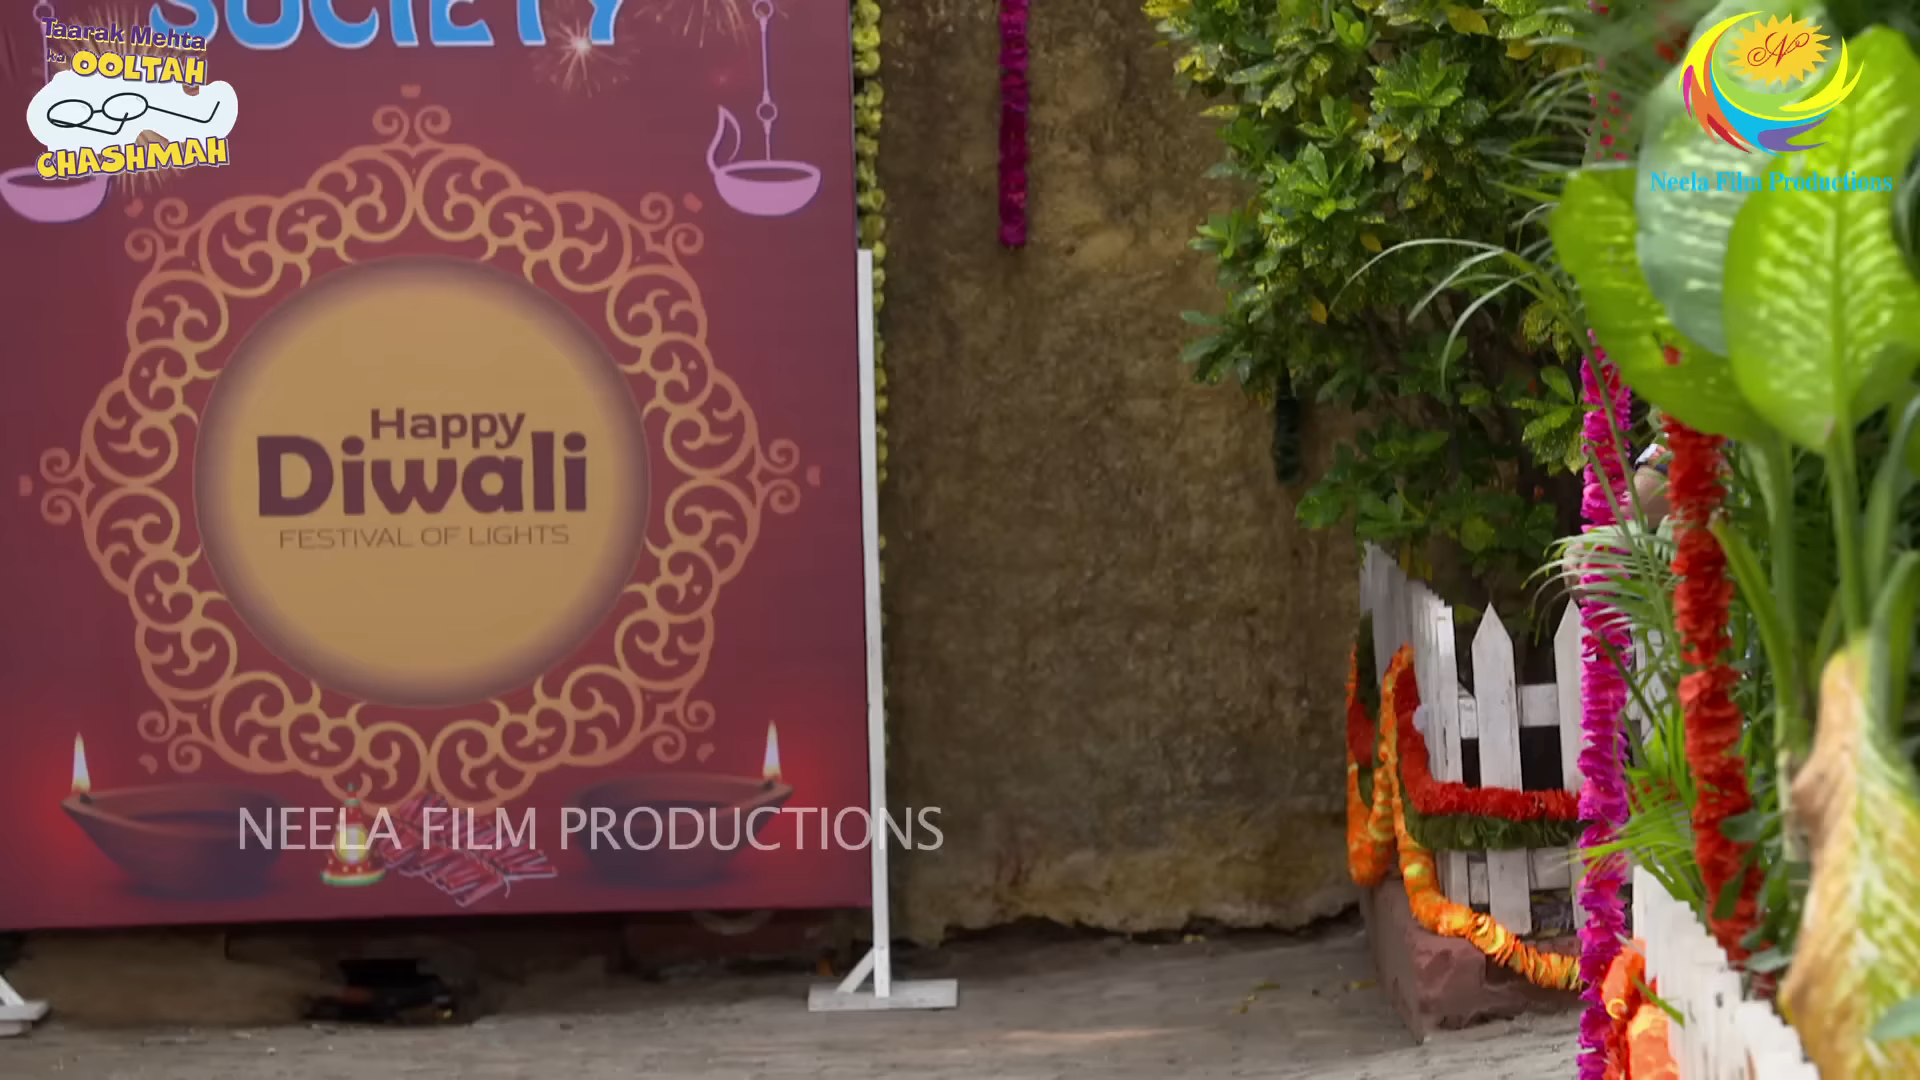 SOCIETY
Taarak Mehta
ka OOLTAH
CHASHMAH
Neela Film Productions
Happy
Diwali
FESTIVAL OF LIGHTS
NEELA FILM PRODUCTIONS